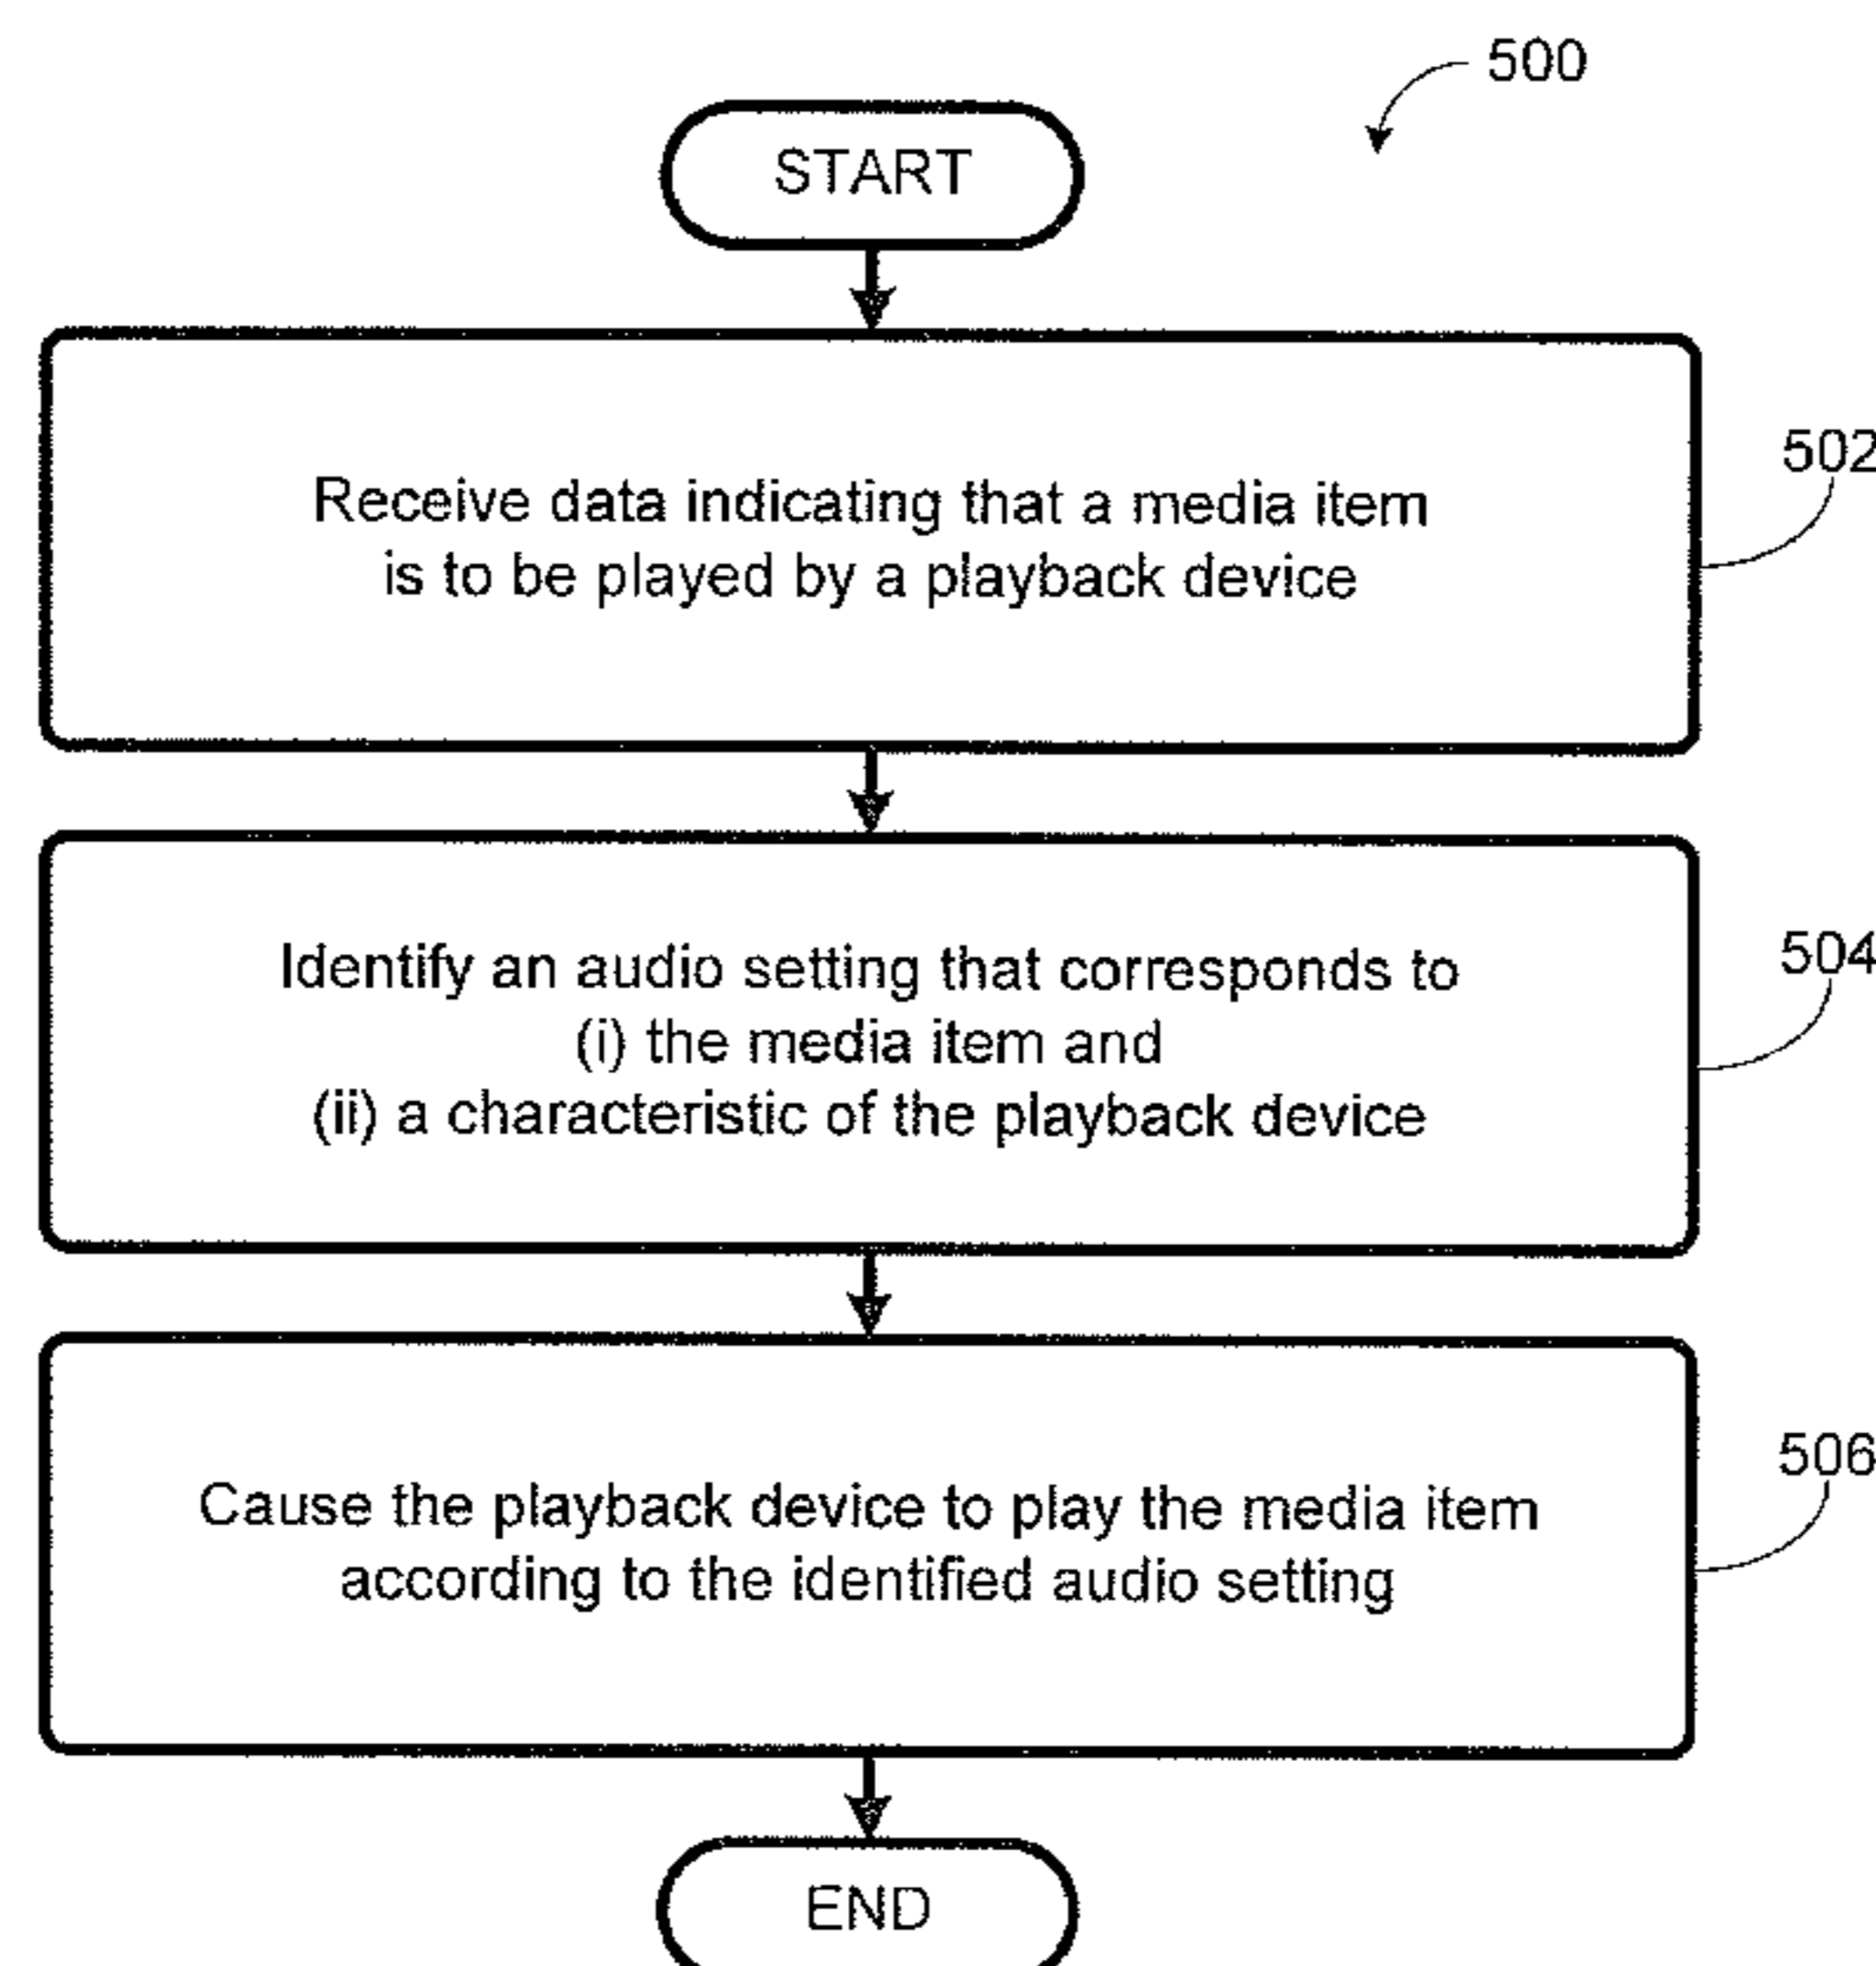 500
START
Receive data indicating that a media item
is to be played by a playback device
502
Identify an audio setting that corresponds to
(i) the media item and
(ii) a characteristic of the playback device
504
Cause the playback device to play the media item
according to the identified audio setting
506
END